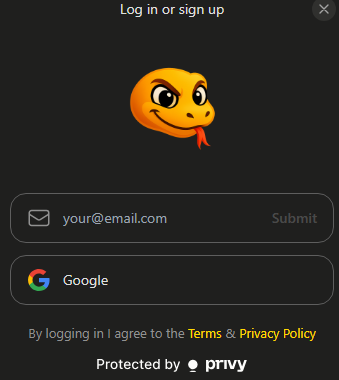 Log in or sign up
your@email.com Submit
Google
By logging in I agree to the Terms & Privacy Policy
Protected by privy